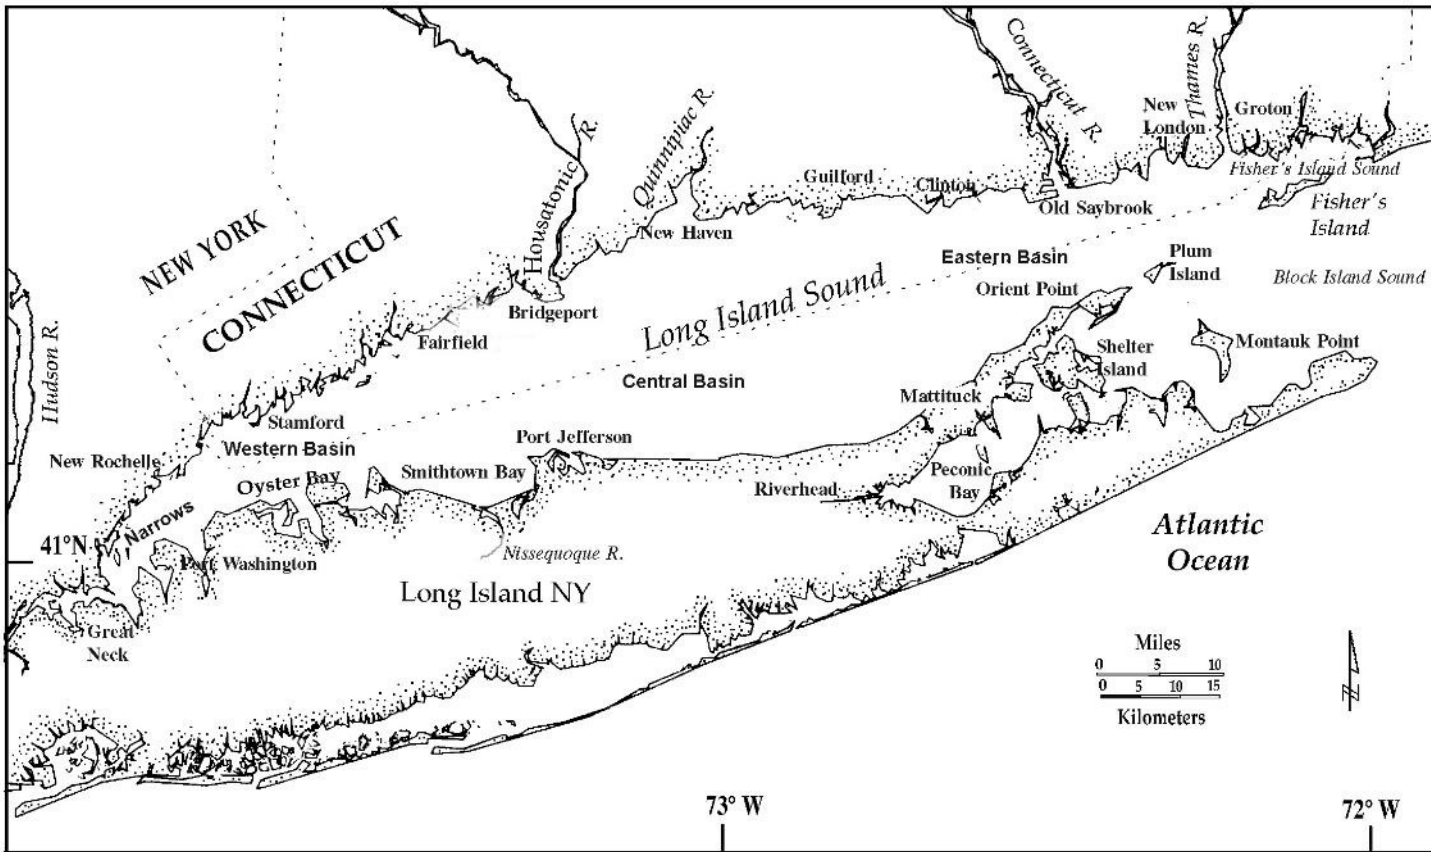 Connecticut R.
Thames R.
New
London
Groton
Quinnipiac R.
Housatonic R.
Guilford
Clinton
Fisher's Island Sound
Old Saybrook
Fisher's
Island
New Haven
NEW YORK
CONNECTICUT
Eastern Basin
Plum
Island
Block Island Sound
Orient Point
Long Island Sound
Bridgeport
Fairfield
Hudson R.
Shelter
Island
Montauk Point
Central Basin
Mattituck
Stamford
Western Basin
Port Jefferson
New Rochelle
Smithtown Bay
Oyster Bay
Peconic
Bay
Riverhead
Narrows
41°N
Port Washington
Nissequoque R.
Atlantic
Ocean
Long Island NY
Great
Neck
Miles
0 5 10
0 5 10 15
Kilometers
N
73° W
72° W